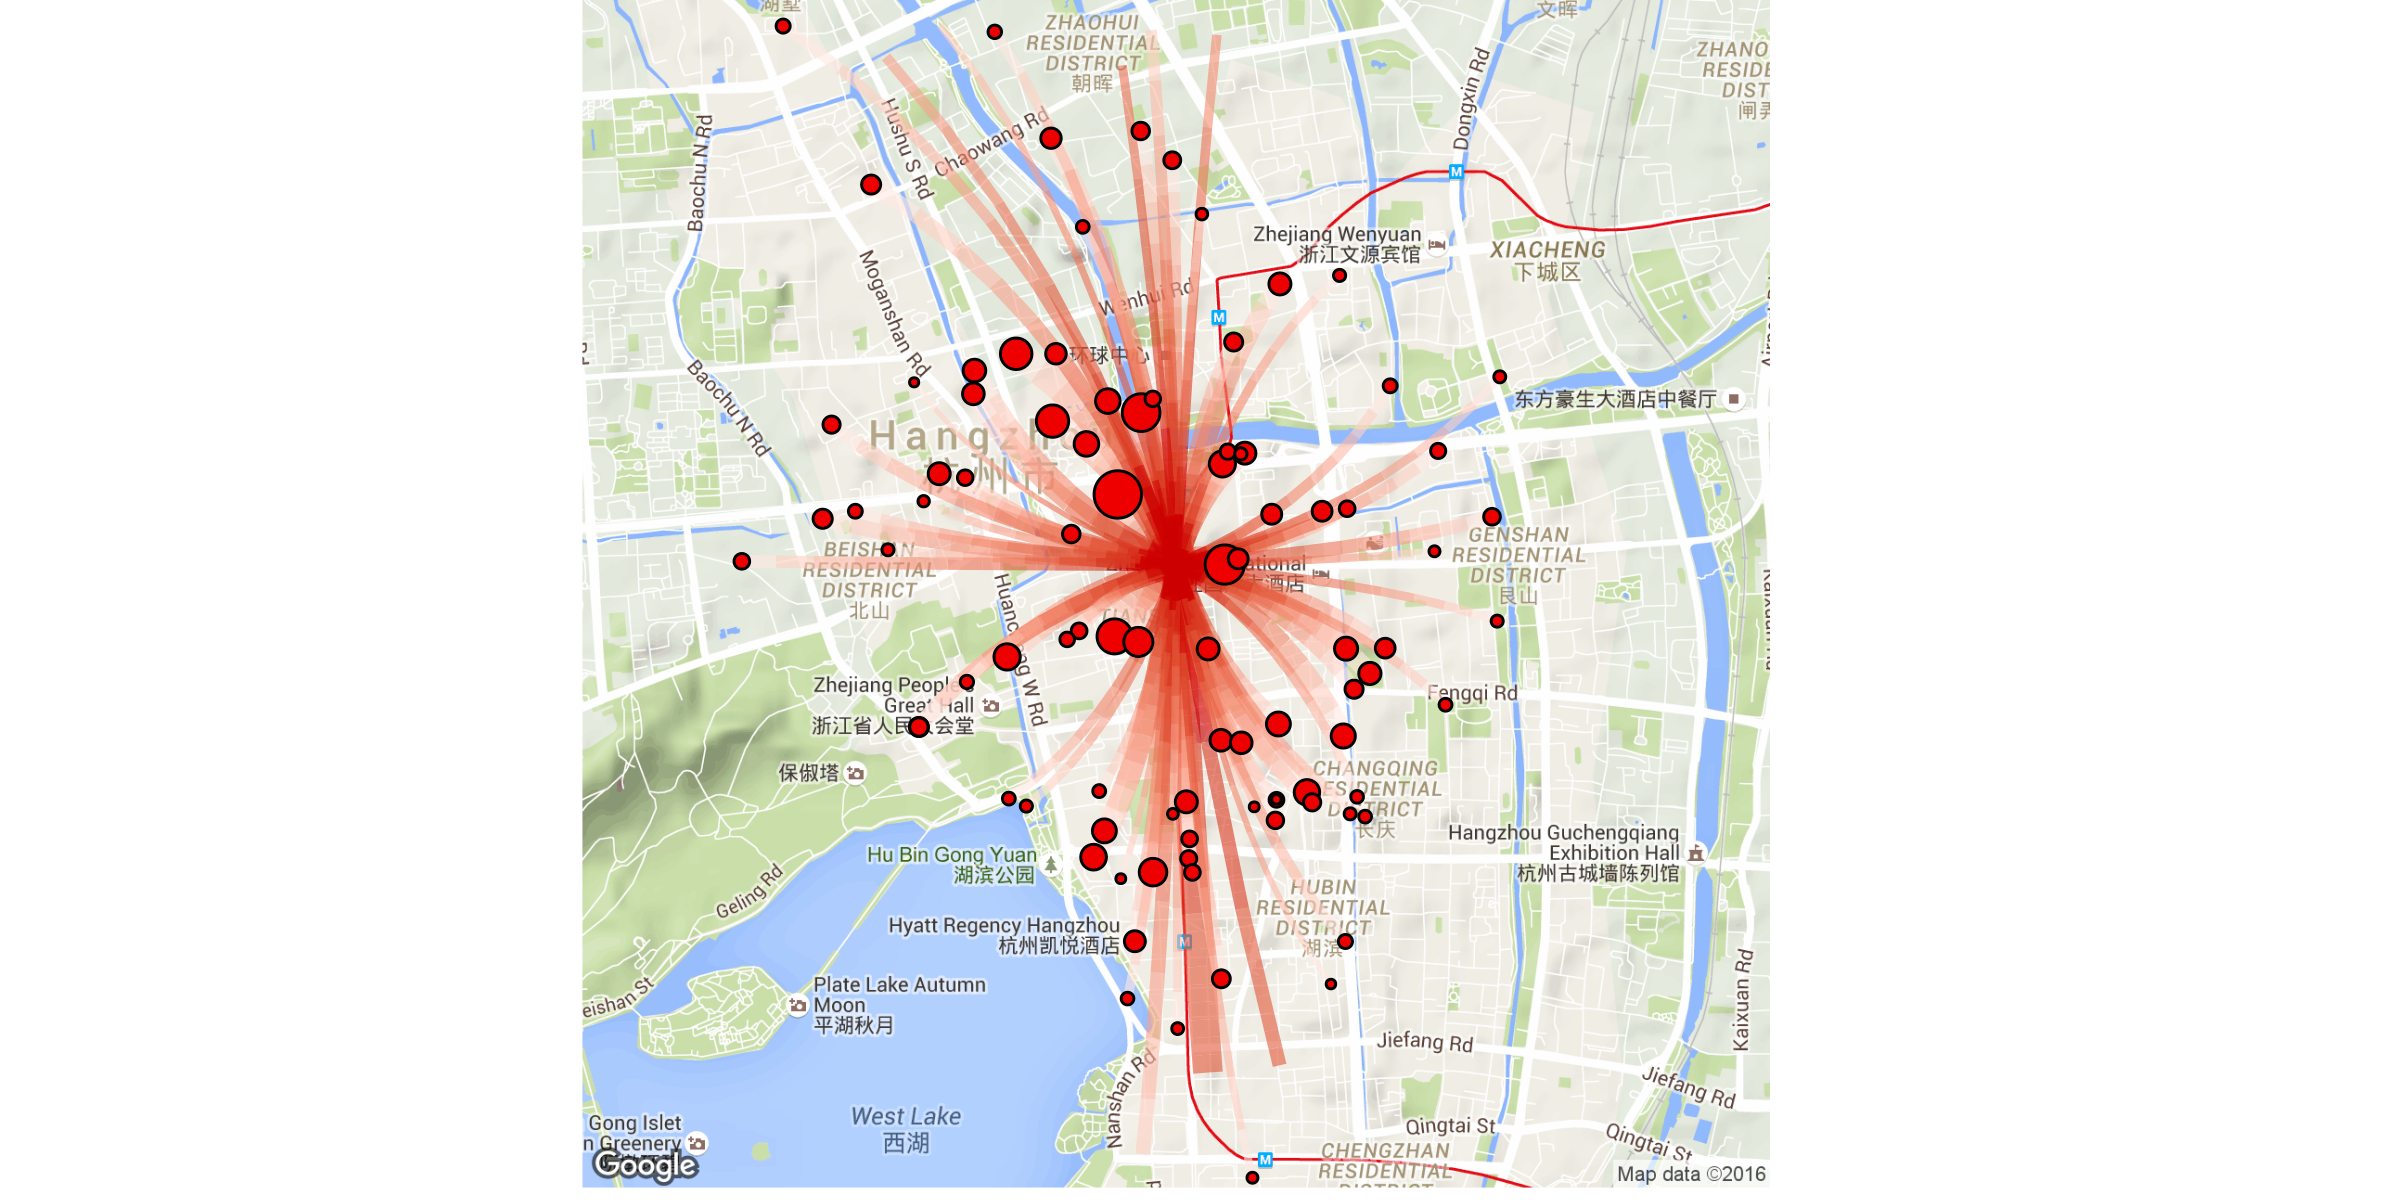 湖墅
ZHAOHUI
RESIDENTIAL
DISTRICT
朝晖
文晖
ZHANO
RESIDE
DIST
闸弄
Dongxin Rd
Baochu N Rd
Hushu S Rd
Chaowang Rd
Zhejiang Wenyuan
浙江文源宾馆
XIACHENG
下城区
Moganshan Rd
Wenhui Rd
环球中心
Baochu N Rd
东方豪生大酒店中餐厅
Hangzho
杭州市
BEISHAN
RESIDENTIAL
DISTRICT
北山
GENSHAN
RESIDENTIAL
DISTRICT
艮山
ational
酒店
TIAN
Zhejiang People's
Great Hall
浙江省人民大会堂
Fengqi Rd
保俶塔
CHANGQING
RESIDENTIAL
DISTRICT
长庆
Hangzhou Guchengqiang
Exhibition Hall
杭州古城墙陈列馆
Hu Bin Gong Yuan
湖滨公园
Geling Rd
HUBIN
RESIDENTIAL
DISTRICT
湖滨
Hyatt Regency Hangzhou
杭州凯悦酒店
M
Plate Lake Autumn
Moon
平湖秋月
eishan St
Kaixuan Rd
Jiefang Rd
Jiefang Rd
Nanshan Rd
West Lake
西湖
Gong Islet
n Greenery
Qingtai St
Qingtai St
CHENGZHAN
RESIDENTIAL
DISTRICT
Google
Map data ©2016